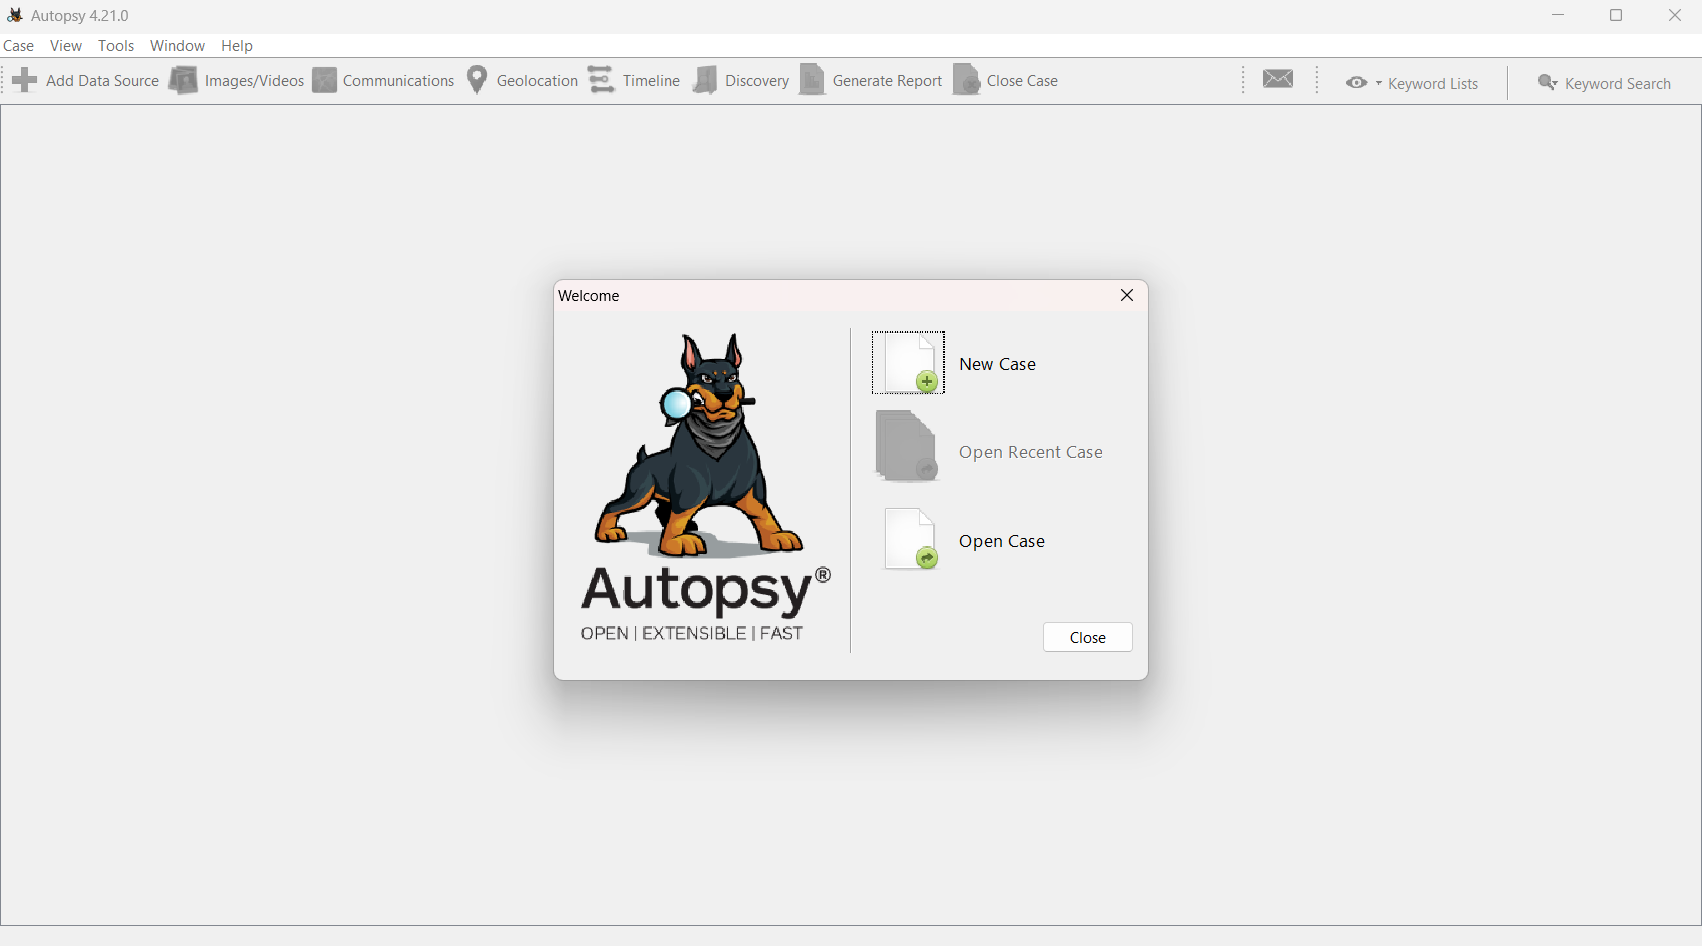 Autopsy 4.21.0
Case View Tools Window Help
Add Data Source Images/Videos Communications Geolocation Timeline Discovery Generate Report Close Case Keyword Lists Keyword Search
Welcome
New Case
Open Recent Case
Open Case
Autopsy®
OPEN | EXTENSIBLE | FAST
Close